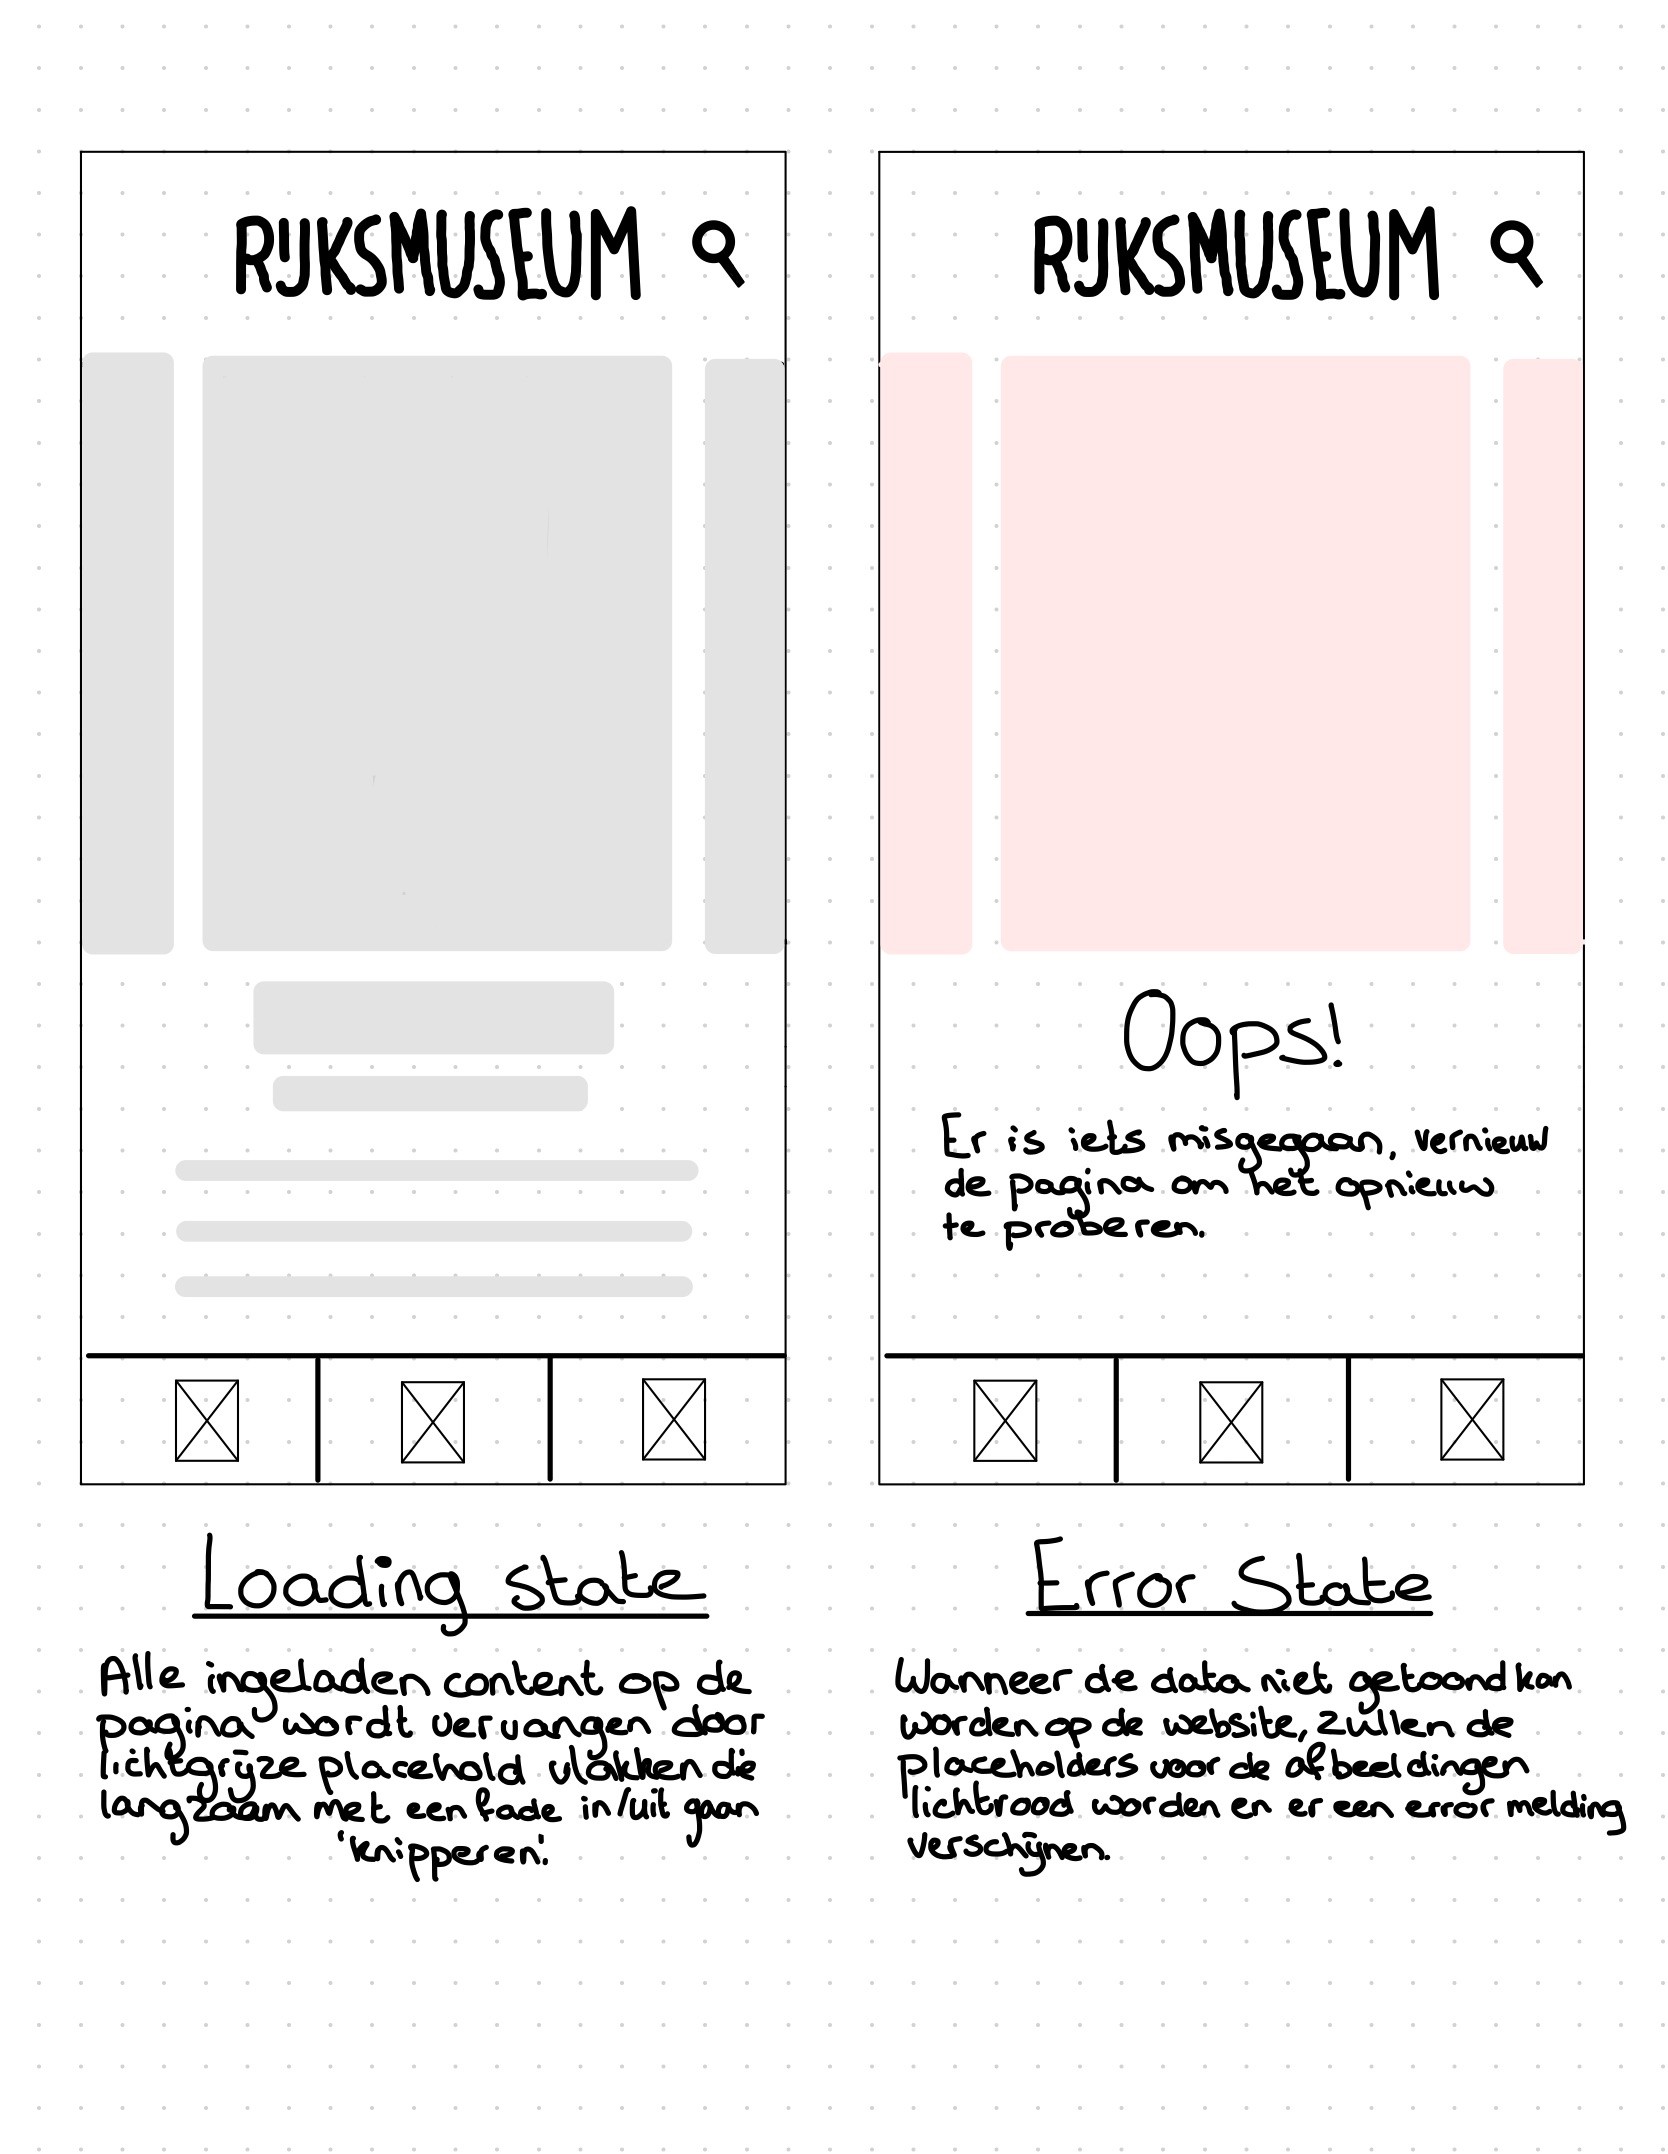 RIJKSMUSEUM
Loading state
Alle ingeladen content op de
pagina wordt vervangen door
lichtgrijze placehold vlakken die
langzaam met een fade in/uit gaan
'knipperen'.
RIJKSMUSEUM
Oops!
Er is iets misgegaan, vernieuw
de pagina om het opnieuw
te proberen.
Error State
Wanneer de data niet getoond kan
worden op de website, zullen de
placeholders voor de afbeeldingen
lichtrood worden en er een error melding
verschijnen.